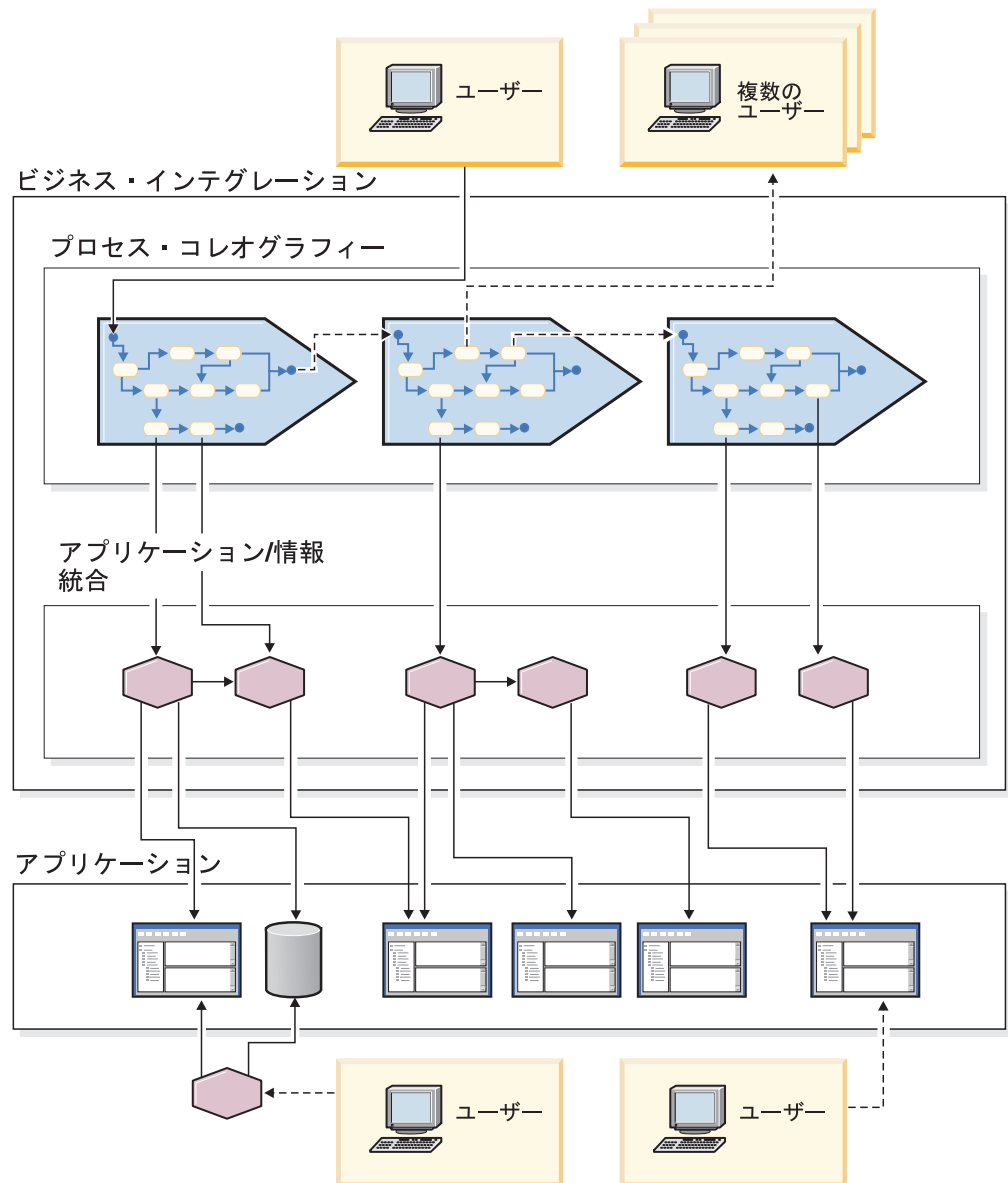 ユーザー
複数の
ユーザー
ビジネス・インテグレーション
プロセス・コレオグラフィー
アプリケーション/情報
統合
アプリケーション
ユーザー
ユーザー